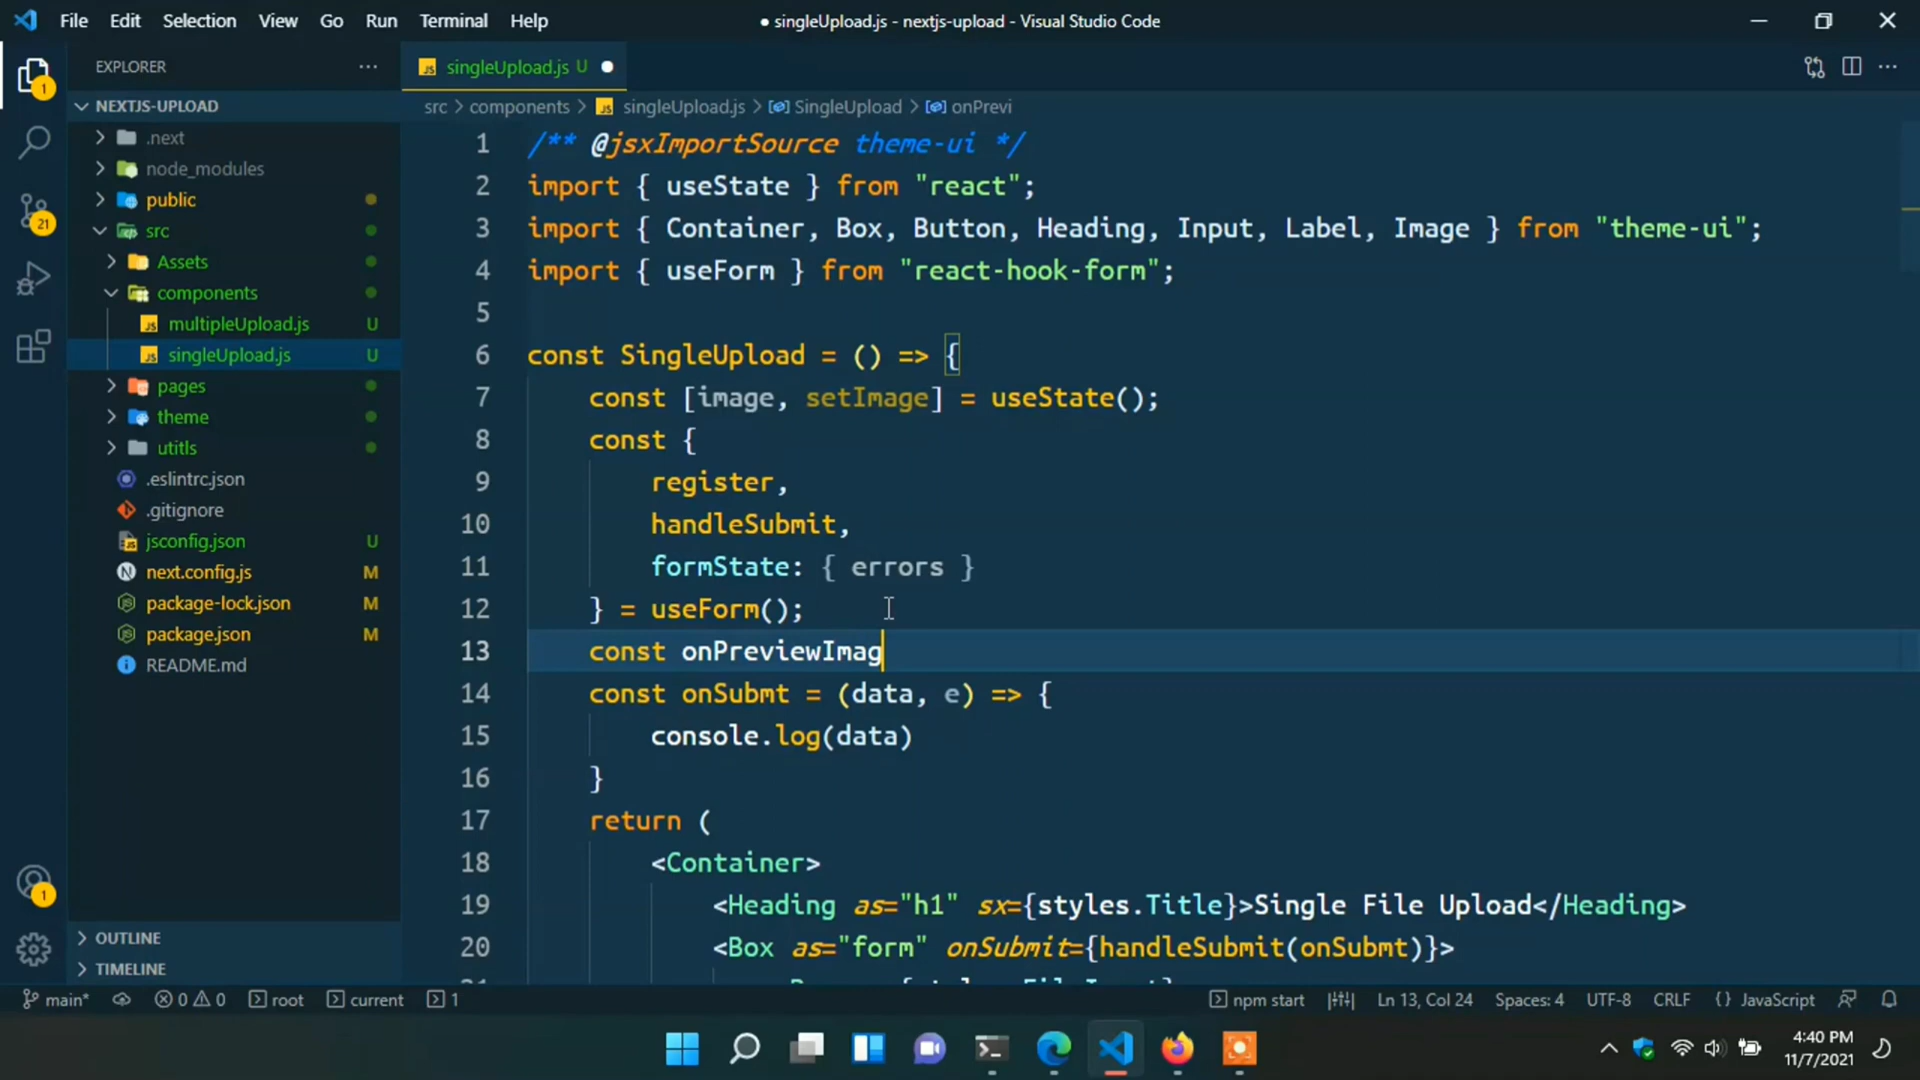 File Edit Selection View Go Run Terminal Help
● singleUpload.js - nextjs-upload - Visual Studio Code
EXPLORER
NEXTJS-UPLOAD
.next
node_modules
public
src
Assets
components
multipleUpload.js U
singleUpload.js U
pages
theme
utitls
.eslintrc.json
.gitignore
jsconfig.json U
next.config.js M
package-lock.json M
package.json M
README.md
OUTLINE
TIMELINE
1
21
1
JS singleUpload.js U
src > components > JS singleUpload.js > SingleUpload > onPrevi
1 /** @jsxImportSource theme-ui */
2 import { useState } from "react";
3 import { Container, Box, Button, Heading, Input, Label, Image } from "theme-ui";
4 import { useForm } from "react-hook-form";
5
6 const SingleUpload = () => {
7 const [image, setImage] = useState();
8 const {
9 register,
10 handleSubmit,
11 formState: { errors }
12 } = useForm();
13 const onPreviewImag
14 const onSubmt = (data, e) => {
15 console.log(data)
16 }
17 return (
18 <Container>
19 <Heading as="h1" sx={styles.Title}>Single File Upload</Heading>
20 <Box as="form" onSubmit={handleSubmit(onSubmt)}>
main* 0 0 root current 1 npm start Ln 13, Col 24 Spaces: 4 UTF-8 CRLF {} JavaScript
4:40 PM
11/7/2021